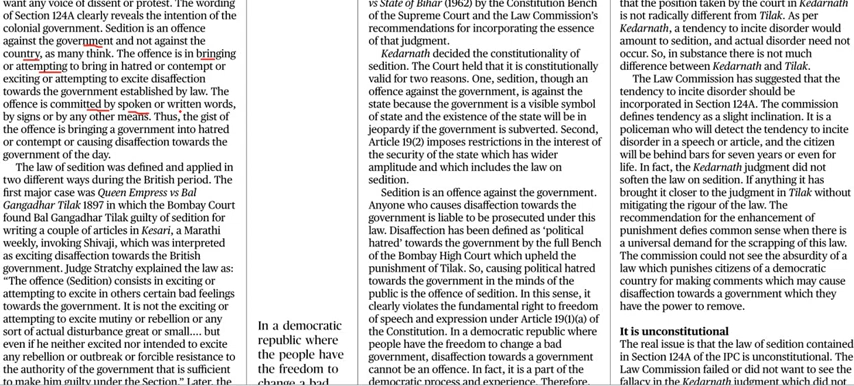 want any voice of dissent or protest. The wording
of Section 124A clearly reveals the intention of the
colonial government. Sedition is an offence
against the government and not against the
country, as many think. The offence is in bringing
or attempting to bring in hatred or contempt or
exciting or attempting to excite disaffection
towards the government established by law. The
offence is committed by spoken or written words,
by signs or by any other means. Thus, the gist of
the offence is bringing a government into hatred
or contempt or causing disaffection towards the
government of the day.
The law of sedition was defined and applied in
two different ways during the British period. The
first major case was Queen Empress vs Bal
Gangadhar Tilak 1897 in which the Bombay Court
found Bal Gangadhar Tilak guilty of sedition for
writing a couple of articles in Kesari, a Marathi
weekly, invoking Shivaji, which was interpreted
as exciting disaffection towards the British
government. Judge Stratchy explained the law as:
“The offence (Sedition) consists in exciting or
attempting to excite in others certain bad feelings
towards the government. It is not the exciting or
attempting to excite mutiny or rebellion or any
sort of actual disturbance great or small.... but
even if he neither excited nor intended to excite
any rebellion or outbreak or forcible resistance to
the authority of the government that is sufficient
to make him guilty under the Section.” Later, the
In a democratic
republic where
the people have
the freedom to
change a bad
vs State of Bihar (1962) by the Constitution Bench
of the Supreme Court and the Law Commission’s
recommendations for incorporating the essence
of that judgment.
Kedarnath decided the constitutionality of
sedition. The Court held that it is constitutionally
valid for two reasons. One, sedition, though an
offence against the government, is against the
state because the government is a visible symbol
of state and the existence of the state will be in
jeopardy if the government is subverted. Second,
Article 19(2) imposes restrictions in the interest of
the security of the state which has wider
amplitude and which includes the law on
sedition.
Sedition is an offence against the government.
Anyone who causes disaffection towards the
government is liable to be prosecuted under this
law. Disaffection has been defined as ‘political
hatred’ towards the government by the full Bench
of the Bombay High Court which upheld the
punishment of Tilak. So, causing political hatred
towards the government in the minds of the
public is the offence of sedition. In this sense, it
clearly violates the fundamental right to freedom
of speech and expression under Article 19(1)(a) of
the Constitution. In a democratic republic where
people have the freedom to change a bad
government, disaffection towards a government
cannot be an offence. In fact, it is a part of the
democratic process and experience. Therefore,
that the position taken by the court in Kedarnath
is not radically different from Tilak. As per
Kedarnath, a tendency to incite disorder would
amount to sedition, and actual disorder need not
occur. So, in substance there is not much
difference between Kedarnath and Tilak.
The Law Commission has suggested that the
tendency to incite disorder should be
incorporated in Section 124A. The commission
defines tendency as a slight inclination. It is a
policeman who will detect the tendency to incite
disorder in a speech or article, and the citizen
will be behind bars for seven years or even for
life. In fact, the Kedarnath judgment did not
soften the law on sedition. If anything it has
brought it closer to the judgment in Tilak without
mitigating the rigour of the law. The
recommendation for the enhancement of
punishment defies common sense when there is
a universal demand for the scrapping of this law.
The commission could not see the absurdity of a
law which punishes citizens of a democratic
country for making comments which may cause
disaffection towards a government which they
have the power to remove.
It is unconstitutional
The real issue is that the law of sedition contained
in Section 124A of the IPC is unconstitutional. The
Law Commission failed or did not want to see the
fallacy in the Kedarnath judgment which did not